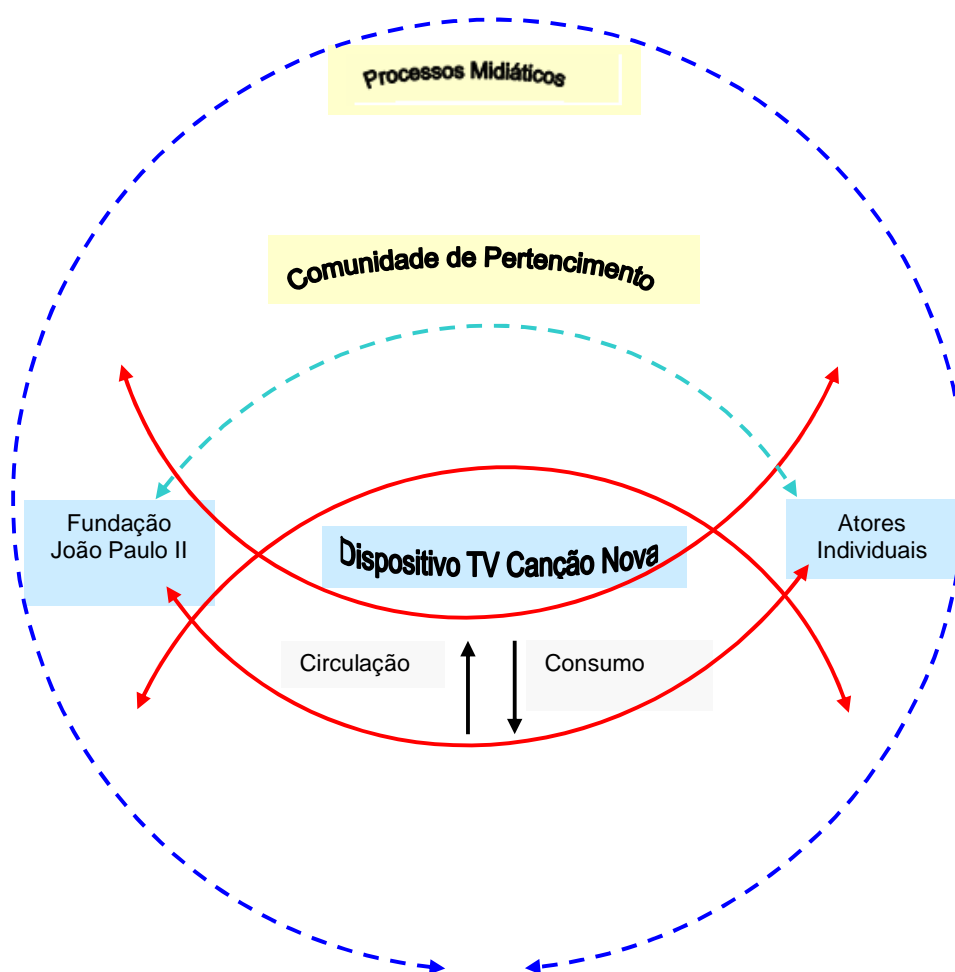 Processos Midiáticos
Comunidade de Pertencimento
Fundação
João Paulo II
Dispositivo TV Canção Nova
Atores
Individuais
Circulação
Consumo